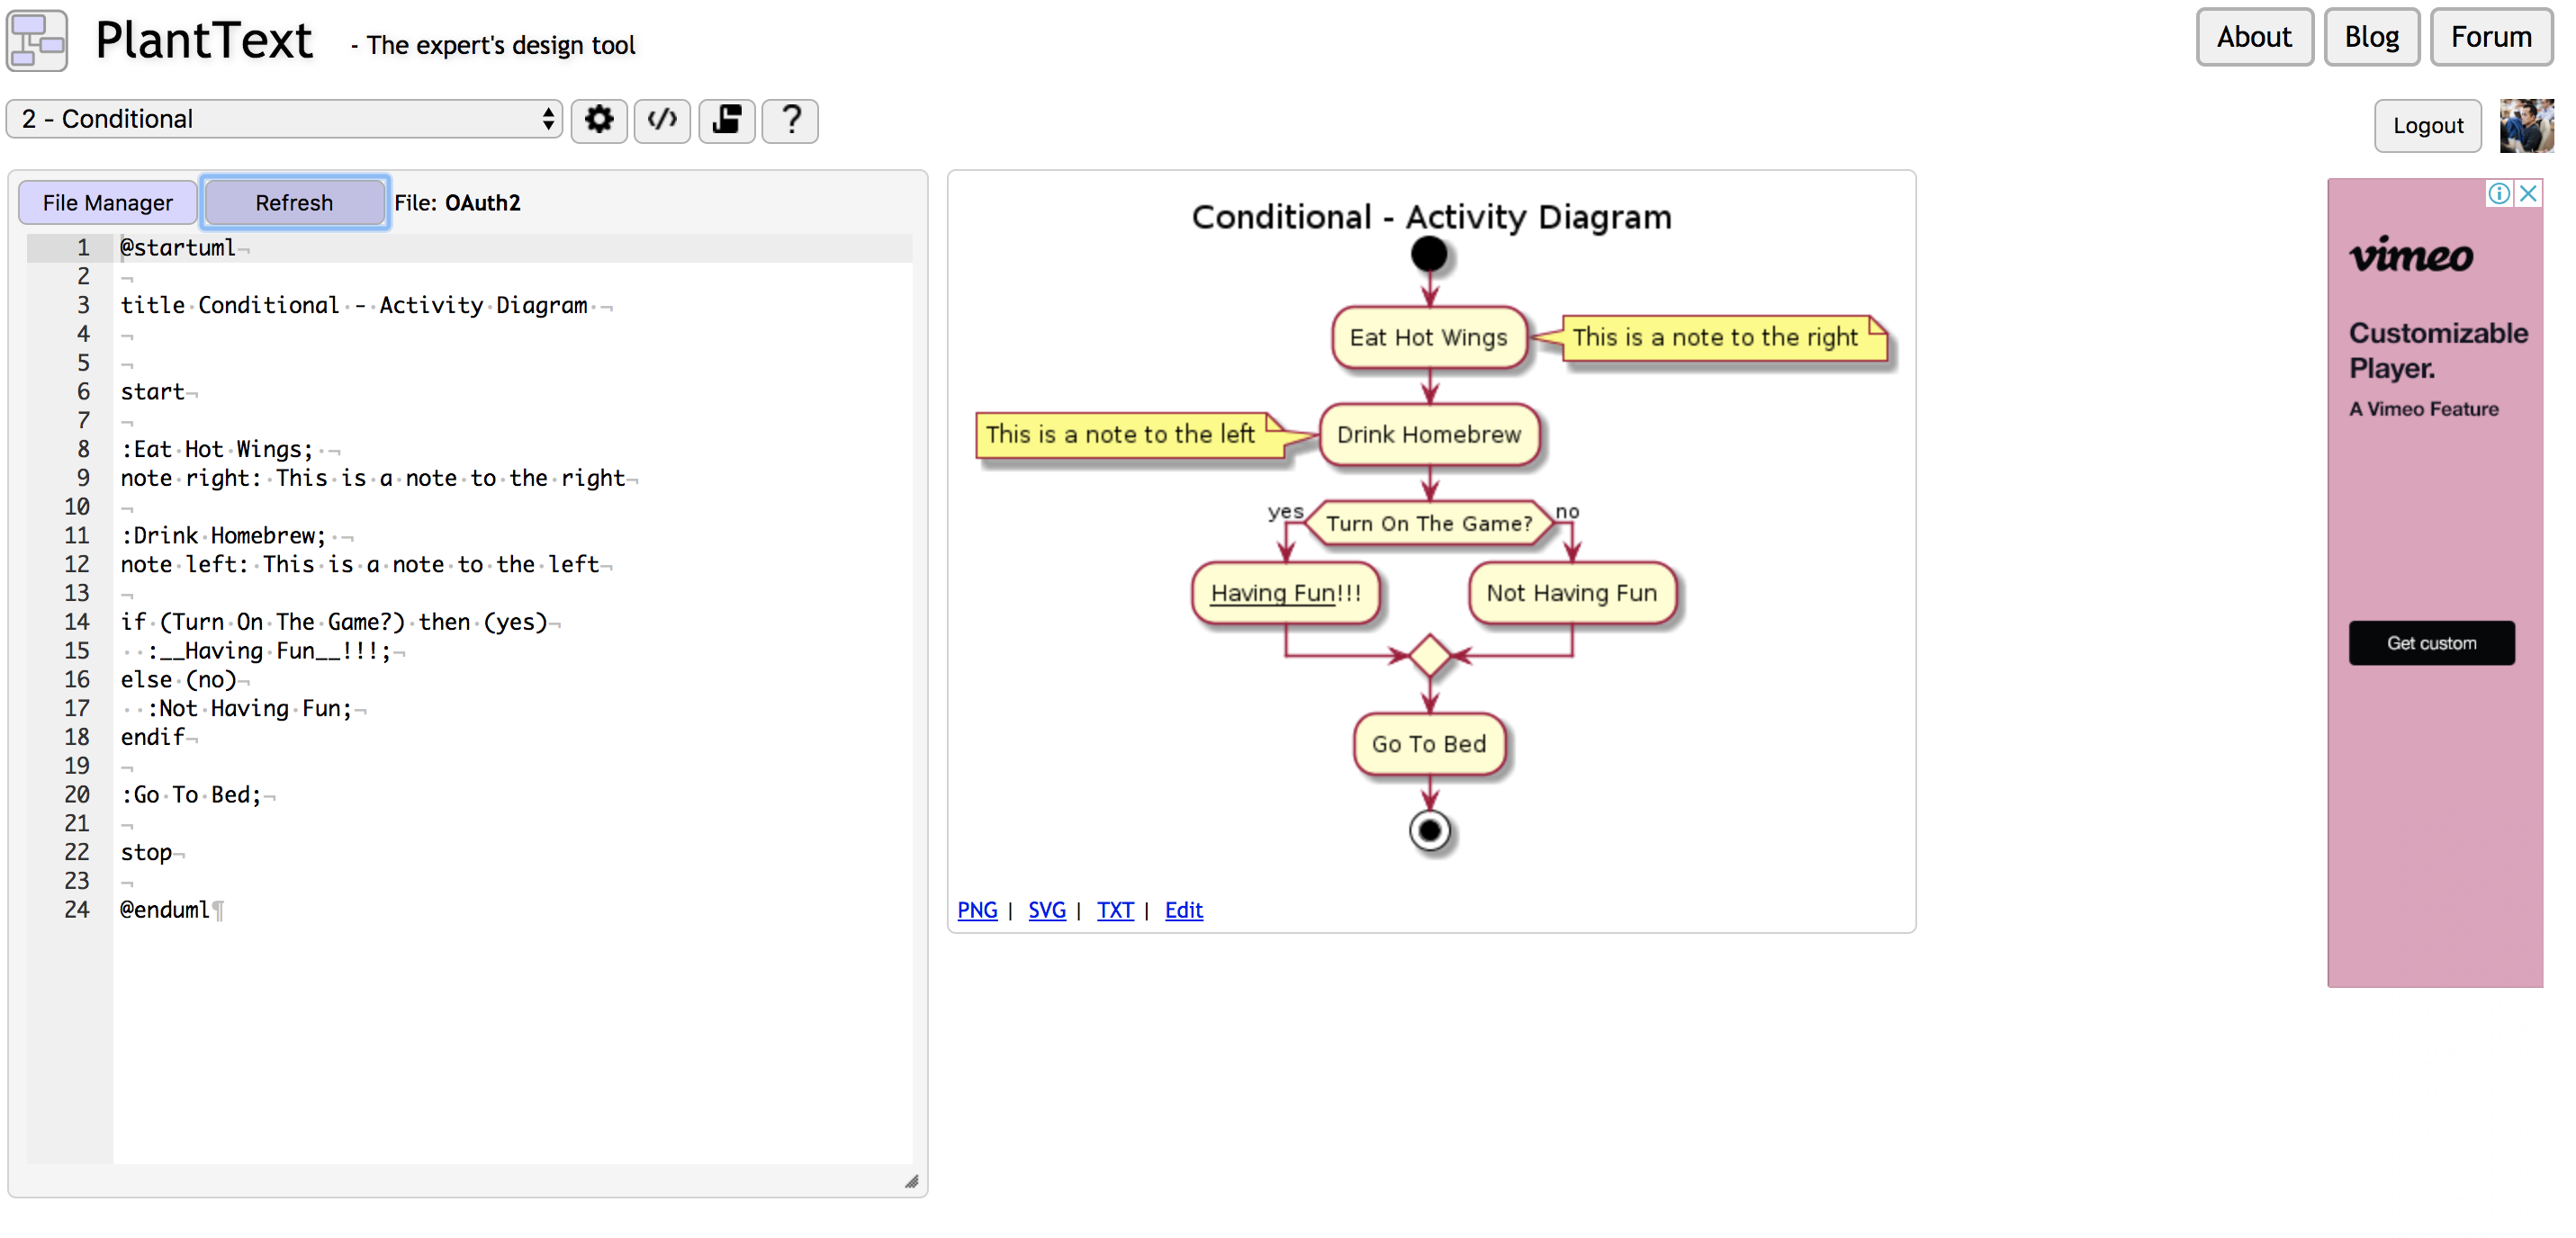 PlantText - The expert's design tool
About Blog Forum
2 - Conditional
</> ?
Logout
File Manager Refresh File: OAuth2
1 @startuml
2
3 title Conditional - Activity Diagram
4
5
6 start
7
8 :Eat Hot Wings;
9 note right: This is a note to the right
10
11 :Drink Homebrew;
12 note left: This is a note to the left
13
14 if (Turn On The Game?) then (yes)
15 :__Having Fun__!!!;
16 else (no)
17 :Not Having Fun;
18 endif
19
20 :Go To Bed;
21
22 stop
23
24 @enduml
Conditional - Activity Diagram
Eat Hot Wings
This is a note to the right
This is a note to the left
Drink Homebrew
yes
Turn On The Game?
no
Having Fun!!!
Not Having Fun
Go To Bed
PNG | SVG | TXT | Edit
vimeo
Customizable
Player.
A Vimeo Feature
Get custom